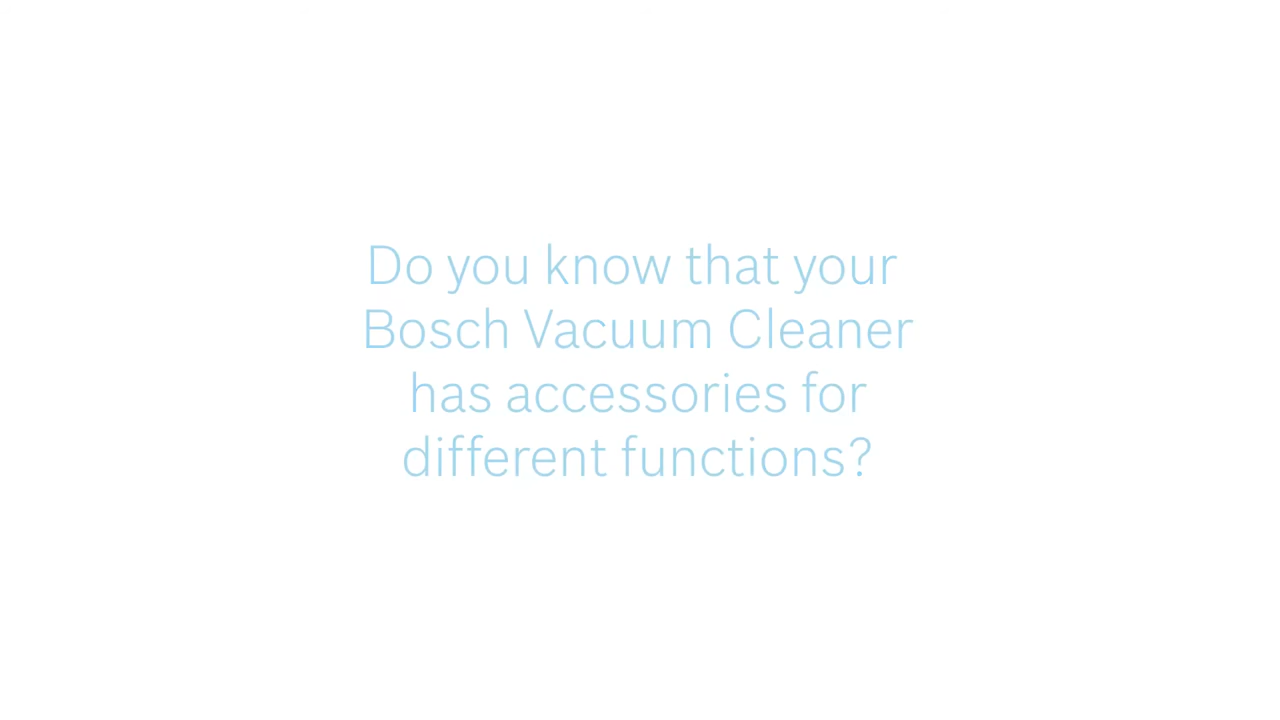 Do you know that your
Bosch Vacuum Cleaner
has accessories for
different functions?